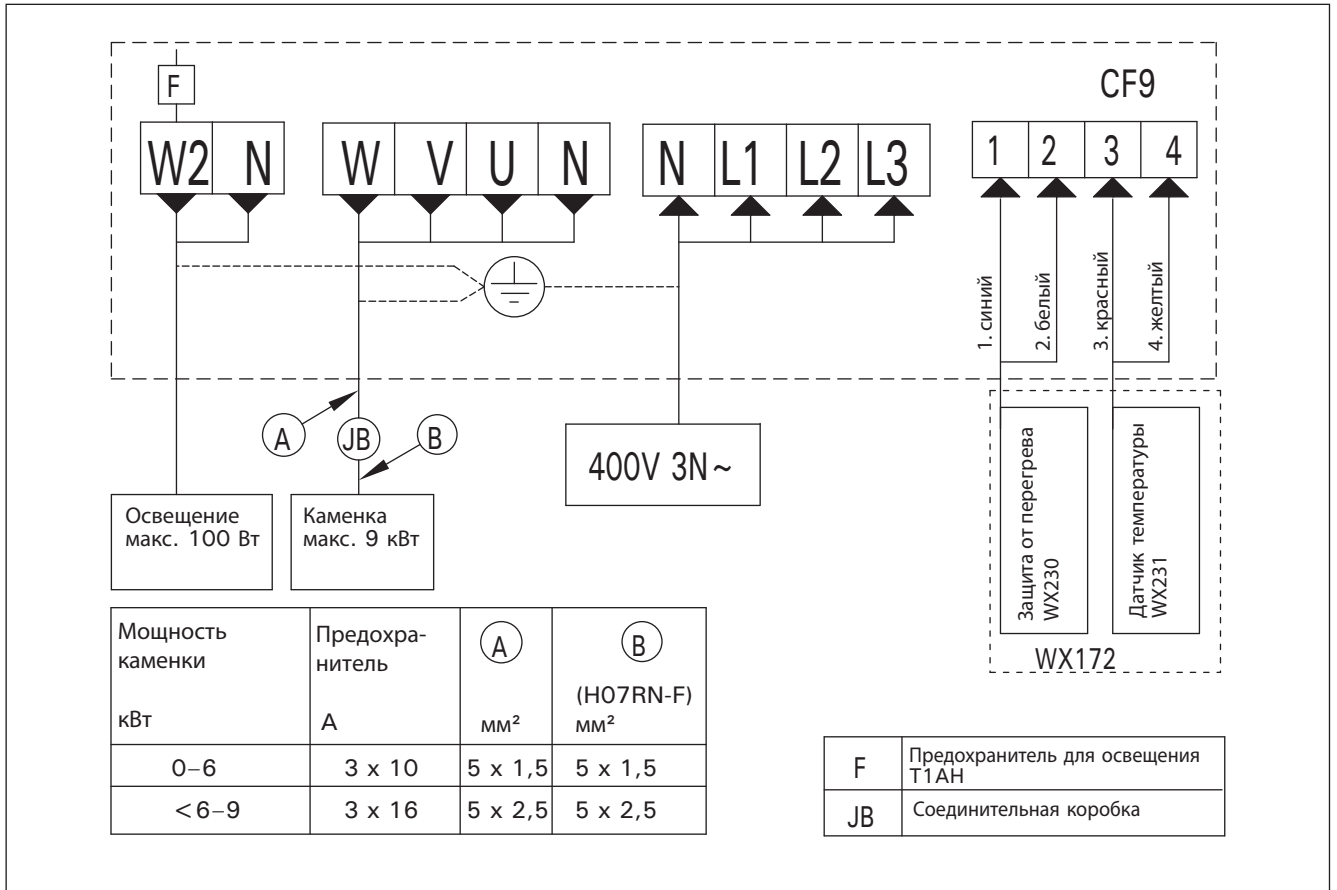 F
CF9
W2 N
W V U N
N L1 L2 L3
1 2 3 4
1. синий
2. белый
3. красный
4. желтый
A
JB
B
400V 3N~
Освещение
макс. 100 Вт
Каменка
макс. 9 кВт
Защита от перегрева
WX230
Датчик температуры
WX231
WX172
Мощность
каменки
кВт
Предохра-
нитель
А
A
мм²
B
(H07RN-F)
мм²
0–6 3 x 10 5 x 1,5 5 x 1,5
<6–9 3 x 16 5 x 2,5 5 x 2,5
F Предохранитель для освещения
T1AH
JB Соединительная коробка